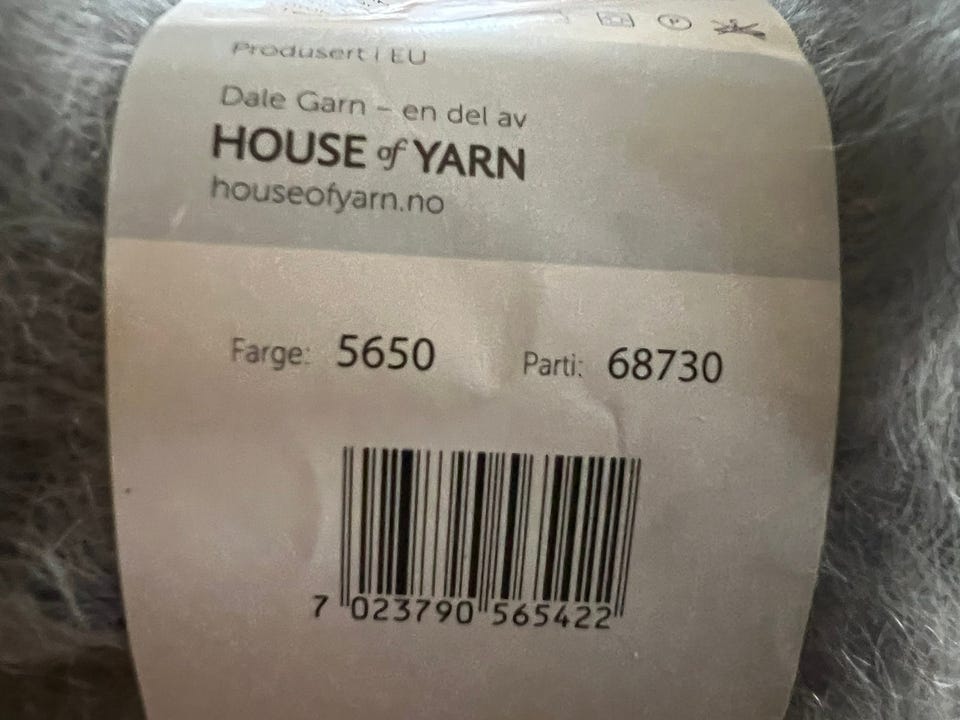 Produsert i EU
Dale Garn – en del av
HOUSE of YARN
houseofyarn.no
Farge: 5650 Parti: 68730
7 023790 565422